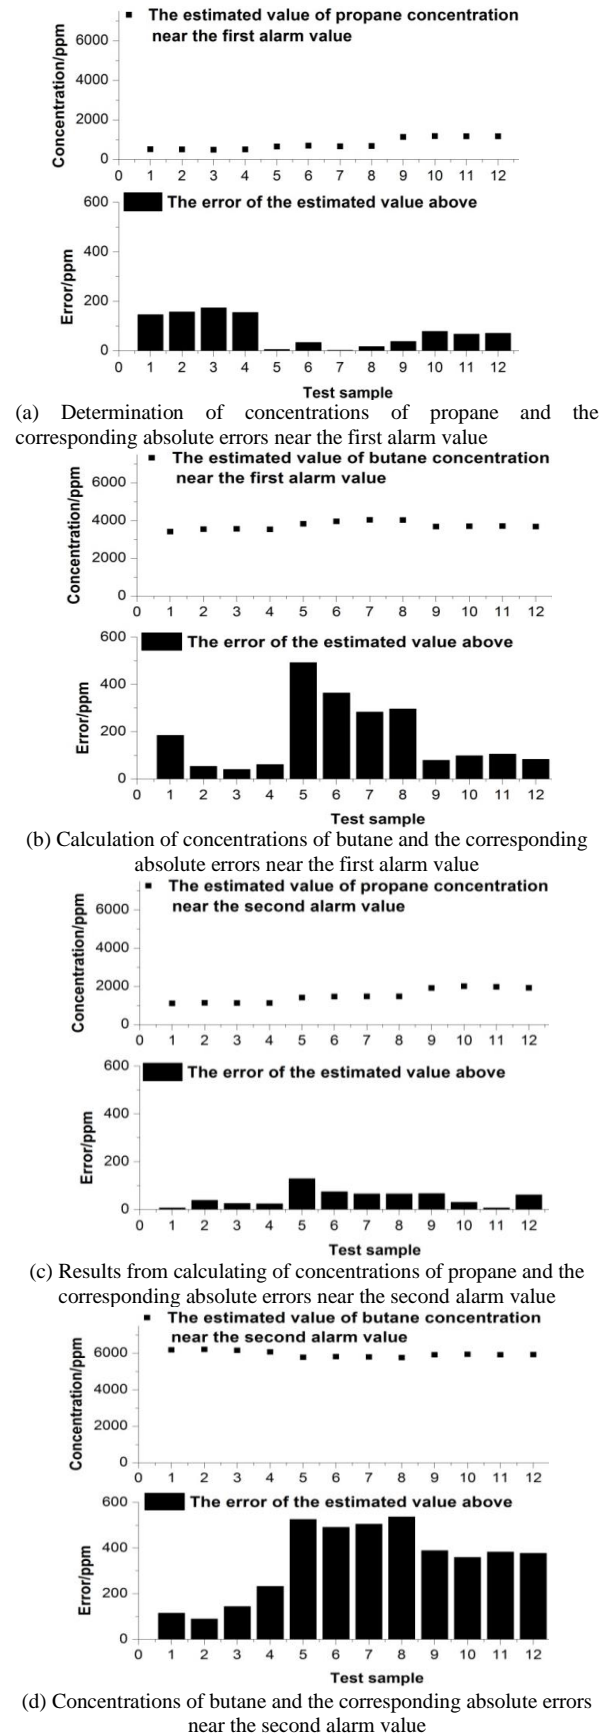 The estimated value of propane concentration
near the first alarm value
Concentration/ppm
6000
4000
2000
0
0 1 2 3 4 5 6 7 8 9 10 11 12
The error of the estimated value above
Error/ppm
600
400
200
0
0 1 2 3 4 5 6 7 8 9 10 11 12
Test sample
(a) Determination of concentrations of propane and the
corresponding absolute errors near the first alarm value
The estimated value of butane concentration
near the first alarm value
Concentration/ppm
6000
4000
2000
0
0 1 2 3 4 5 6 7 8 9 10 11 12
The error of the estimated value above
Error/ppm
600
400
200
0
0 1 2 3 4 5 6 7 8 9 10 11 12
Test sample
(b) Calculation of concentrations of butane and the corresponding
absolute errors near the first alarm value
The estimated value of propane concentration
near the second alarm value
Concentration/ppm
6000
4000
2000
0
0 1 2 3 4 5 6 7 8 9 10 11 12
The error of the estimated value above
Error/ppm
600
400
200
0
0 1 2 3 4 5 6 7 8 9 10 11 12
Test sample
(c) Results from calculating of concentrations of propane and the
corresponding absolute errors near the second alarm value
The estimated value of butane concentration
near the second alarm value
Concentration/ppm
6000
4000
2000
0
0 1 2 3 4 5 6 7 8 9 10 11 12
The error of the estimated value above
Error/ppm
600
400
200
0
0 1 2 3 4 5 6 7 8 9 10 11 12
Test sample
(d) Concentrations of butane and the corresponding absolute errors
near the second alarm value